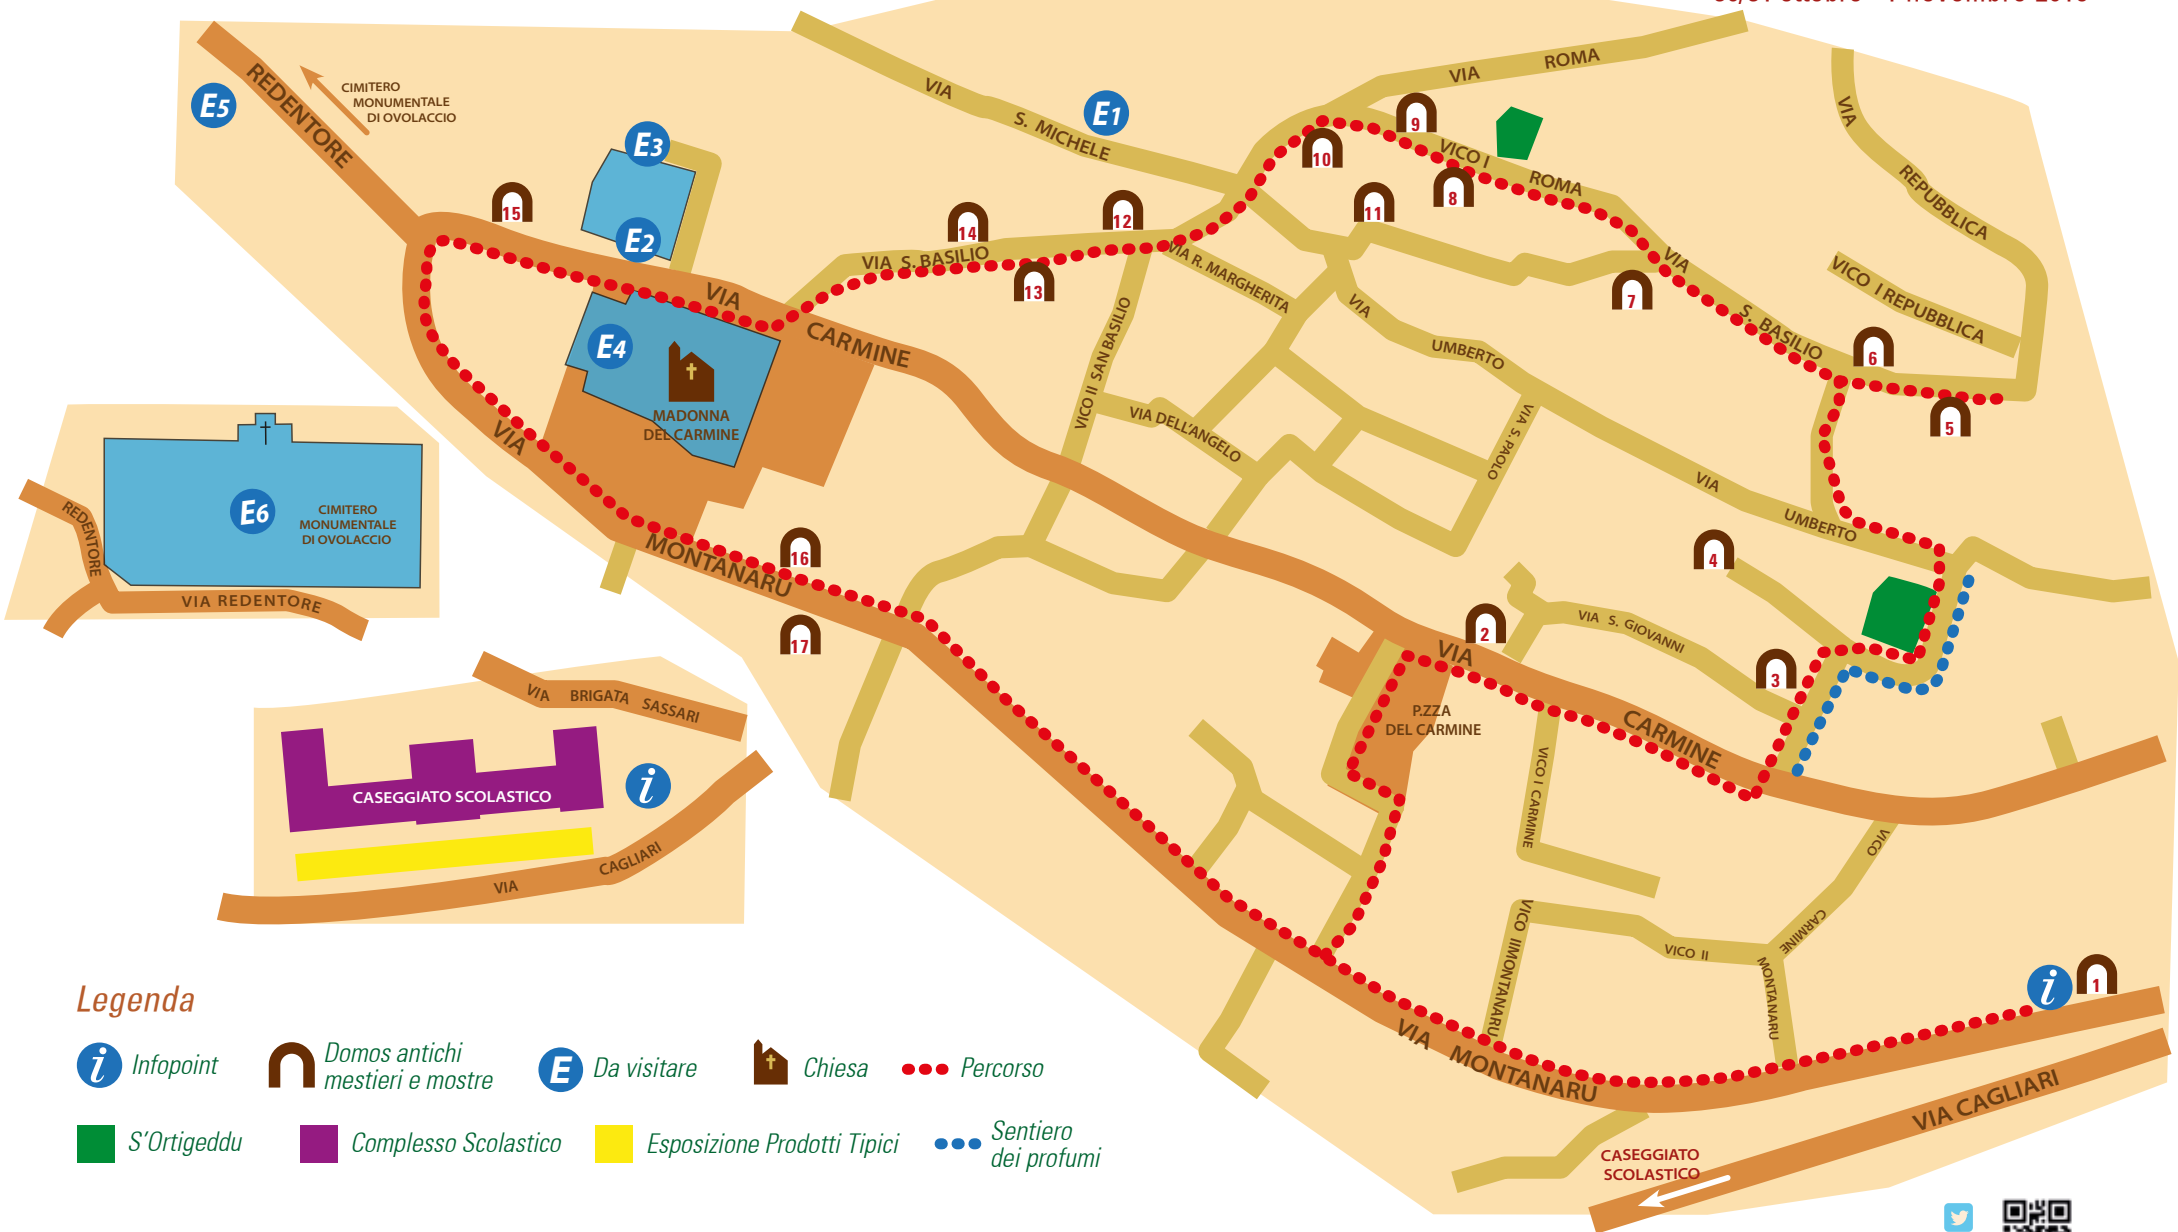 REDENTORE
CIMITERO
MONUMENTALE
DI OVOLACCIO
E5
E3
E2
E1
E4
15
14
13
12
11
10
9
8
7
6
5
VIA
S. MICHELE
VIA
ROMA
VICO I
ROMA
VIA
REPUBBLICA
VICO I REPUBBLICA
VIA
S. BASILIO
VIA S. BASILIO
VIA R. MARGHERITA
VIA
CARMINE
MADONNA
DEL CARMINE
VICO II SAN BASILIO
VIA DELL'ANGELO
VIA
UMBERTO
VIA S. PAOLO
VIA
UMBERTO
VIA
MONTANARU
16
17
E6
CIMITERO
MONUMENTALE
DI OVOLACCIO
REDENTORE
VIA REDENTORE
4
2
3
VIA S. GIOVANNI
VIA
CARMINE
P.ZZA
DEL CARMINE
VICO I CARMINE
VICO
CARMINE
VICO IIMONTANARU
VICO II
MONTANARU
VIA BRIGATA SASSARI
CASEGGIATO SCOLASTICO
i
VIA
CAGLIARI
i
1
VIA MONTANARU
VIA CAGLIARI
CASEGGIATO
SCOLASTICO
Legenda
i Infopoint
Domos antichi
mestieri e mostre
E Da visitare
Chiesa
Percorso
S'Ortigeddu
Complesso Scolastico
Esposizione Prodotti Tipici
Sentiero
dei profumi